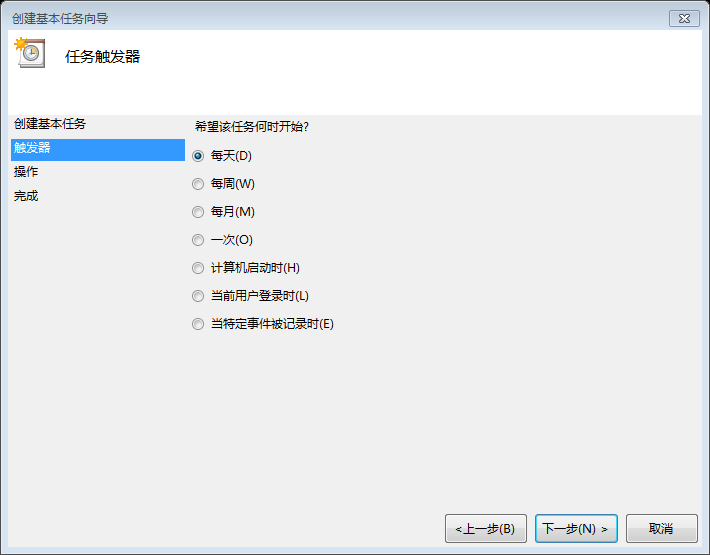 创建基本任务向导
任务触发器
创建基本任务
触发器
操作
完成
希望该任务何时开始?
每天(D)
每周(W)
每月(M)
一次(O)
计算机启动时(H)
当前用户登录时(L)
当特定事件被记录时(E)
<上一步(B)
下一步(N) >
取消